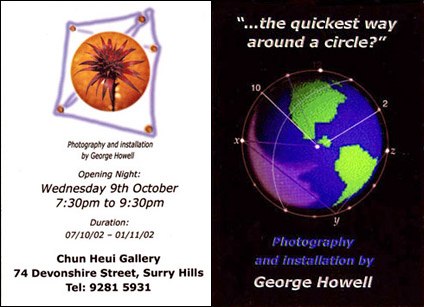 Photography and installation
by George Howell
Opening Night:
Wednesday 9th October
7:30pm to 9:30pm
Duration:
07/10/02 – 01/11/02
Chun Heui Gallery
74 Devonshire Street, Surry Hills
Tel: 9281 5931
“...the quickest way
around a circle?”
10
2
x
z
y
Photography
and installation by
George Howell